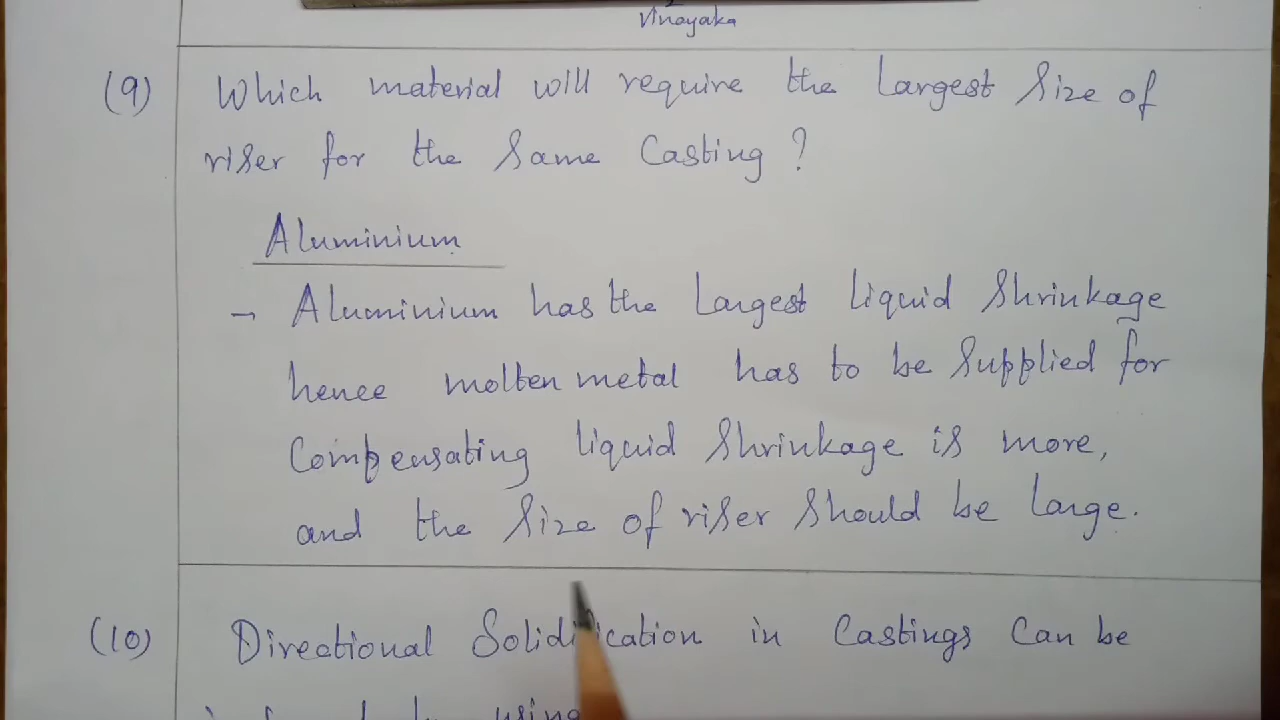 Vinayaka
(9) Which material will require the Largest Size of
riser for the Same Casting?
Aluminium
- Aluminium has the Largest liquid Shrinkage
hence molten metal has to be Supplied for
Compensating liquid Shrinkage is more,
and the Size of riser Should be Large.
(10) Directional Solidification in Castings Can be
using